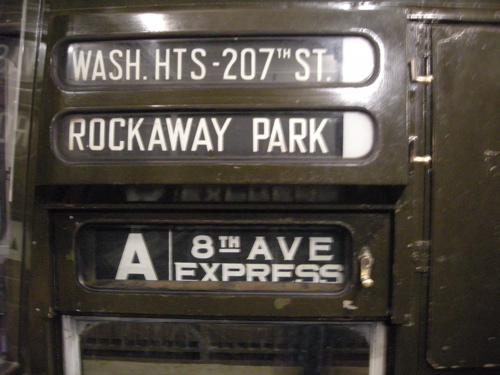 WASH. HTS - 207TH ST.
ROCKAWAY PARK
A 8TH AVE
EXPRESS